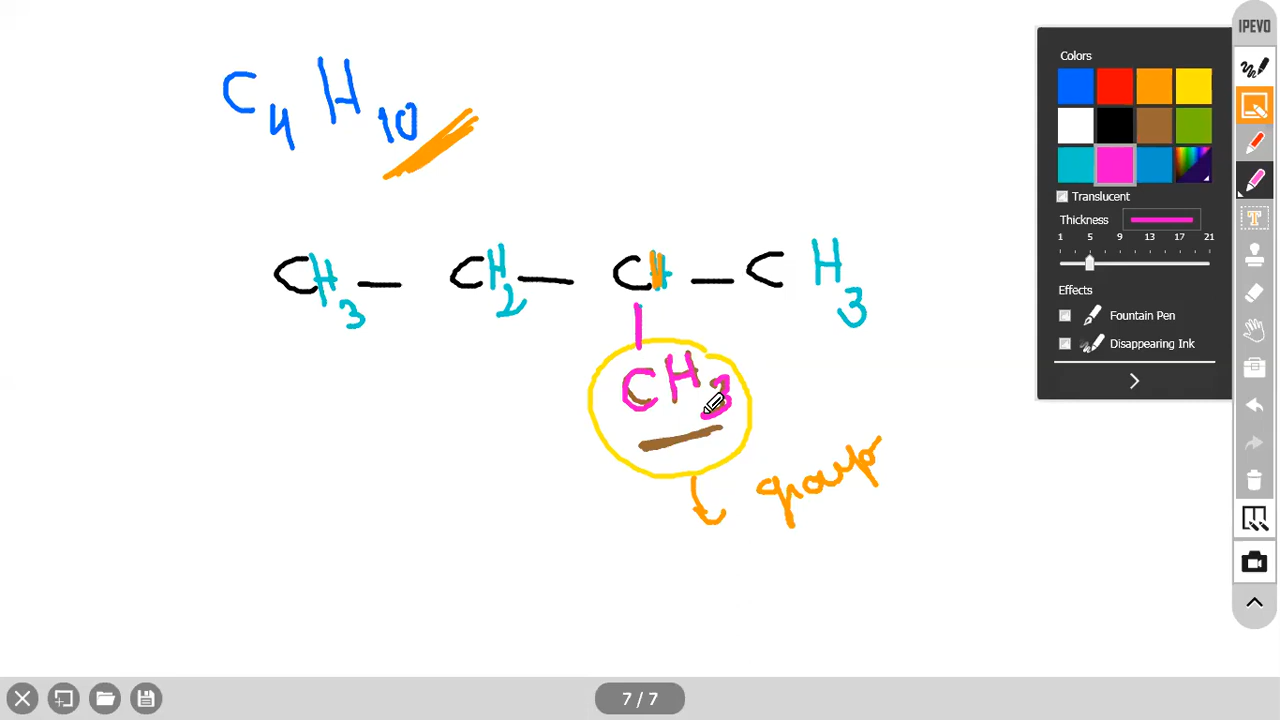 IPEVO
Colors
C4H10
Translucent
Thickness
1 5 9 13 17 21
CH3 — CH2 — CH — CH3
Effects
Fountain Pen
Disappearing Ink
CH3
group
T
7 / 7